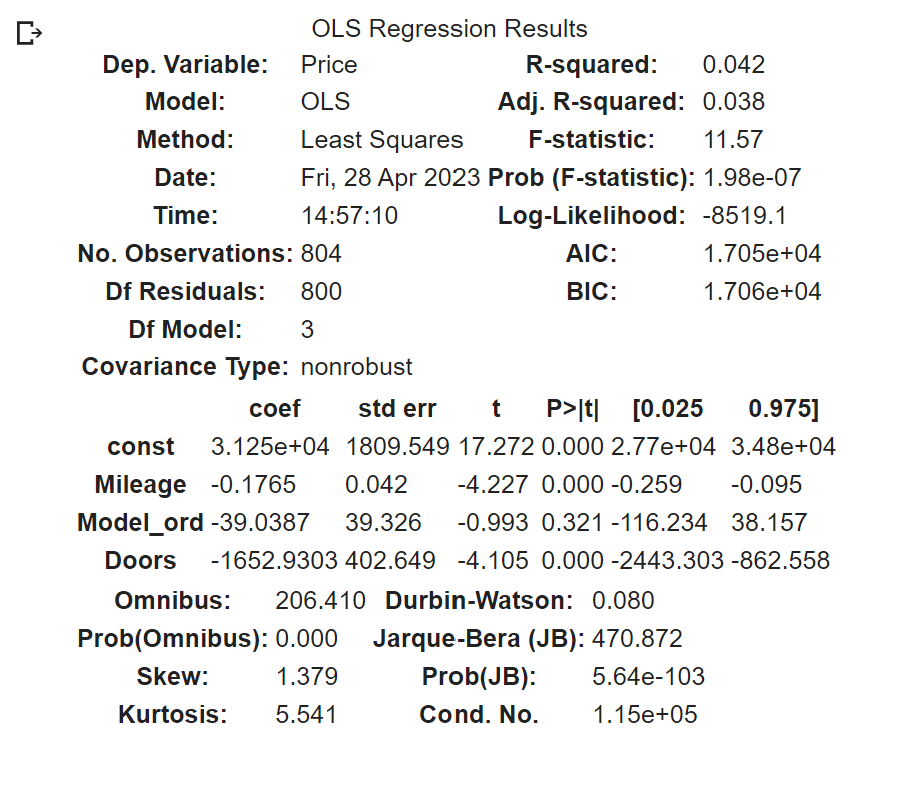 OLS Regression Results
Dep. Variable: Price R-squared: 0.042
Model: OLS Adj. R-squared: 0.038
Method: Least Squares F-statistic: 11.57
Date: Fri, 28 Apr 2023 Prob (F-statistic): 1.98e-07
Time: 14:57:10 Log-Likelihood: -8519.1
No. Observations: 804 AIC: 1.705e+04
Df Residuals: 800 BIC: 1.706e+04
Df Model: 3
Covariance Type: nonrobust
coef std err t P>|t| [0.025 0.975]
const 3.125e+04 1809.549 17.272 0.000 2.77e+04 3.48e+04
Mileage -0.1765 0.042 -4.227 0.000 -0.259 -0.095
Model_ord -39.0387 39.326 -0.993 0.321 -116.234 38.157
Doors -1652.9303 402.649 -4.105 0.000 -2443.303 -862.558
Omnibus: 206.410 Durbin-Watson: 0.080
Prob(Omnibus): 0.000 Jarque-Bera (JB): 470.872
Skew: 1.379 Prob(JB): 5.64e-103
Kurtosis: 5.541 Cond. No. 1.15e+05